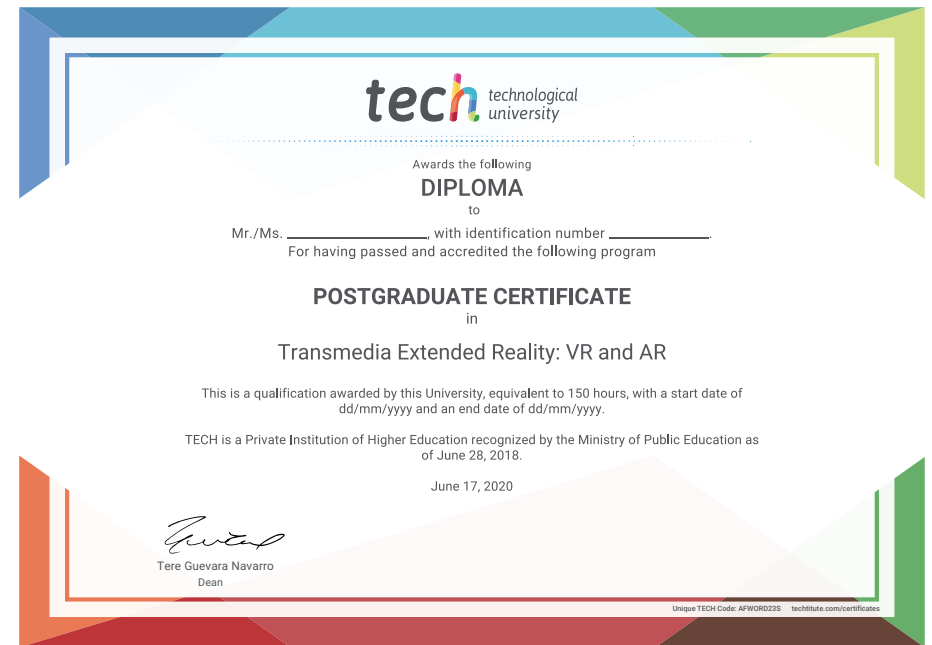 tech technological
university
Awards the following
DIPLOMA
to
Mr./Ms. ____________________, with identification number ______________.
For having passed and accredited the following program
POSTGRADUATE CERTIFICATE
in
Transmedia Extended Reality: VR and AR
This is a qualification awarded by this University, equivalent to 150 hours, with a start date of
dd/mm/yyyy and an end date of dd/mm/yyyy.
TECH is a Private Institution of Higher Education recognized by the Ministry of Public Education as
of June 28, 2018.
June 17, 2020
Tere Guevara Navarro
Dean
Unique TECH Code: AFWORD23S techtitute.com/certificates